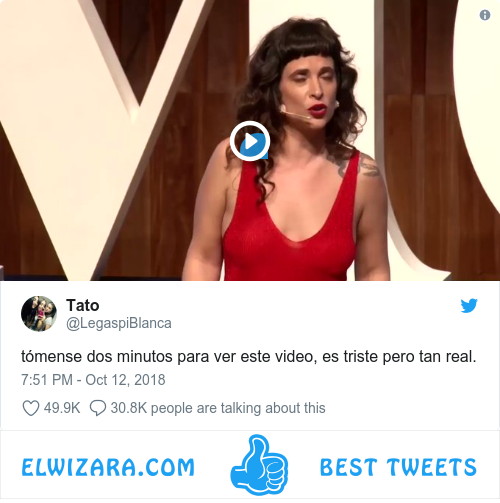 Tato
@LegaspiBlanca
tómense dos minutos para ver este video, es triste pero tan real.
7:51 PM - Oct 12, 2018
49.9K 30.8K people are talking about this
ELWIZARA.COM BEST TWEETS